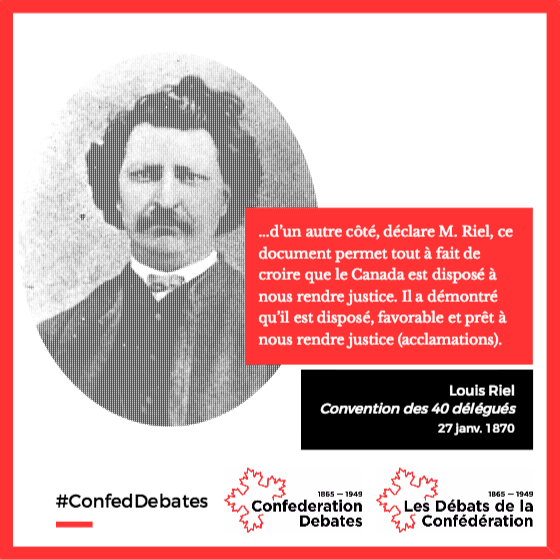 ...d'un autre côté, déclare M. Riel, ce
document permet tout à fait de
croire que le Canada est disposé à
nous rendre justice. Il a démontré
qu'il est disposé, favorable et prêt à
nous rendre justice (acclamations).
Louis Riel
Convention des 40 délégués
27 janv. 1870
#ConfedDebates
1865 — 1949
Confederation
Debates
1865 — 1949
Les Débats de la
Confédération